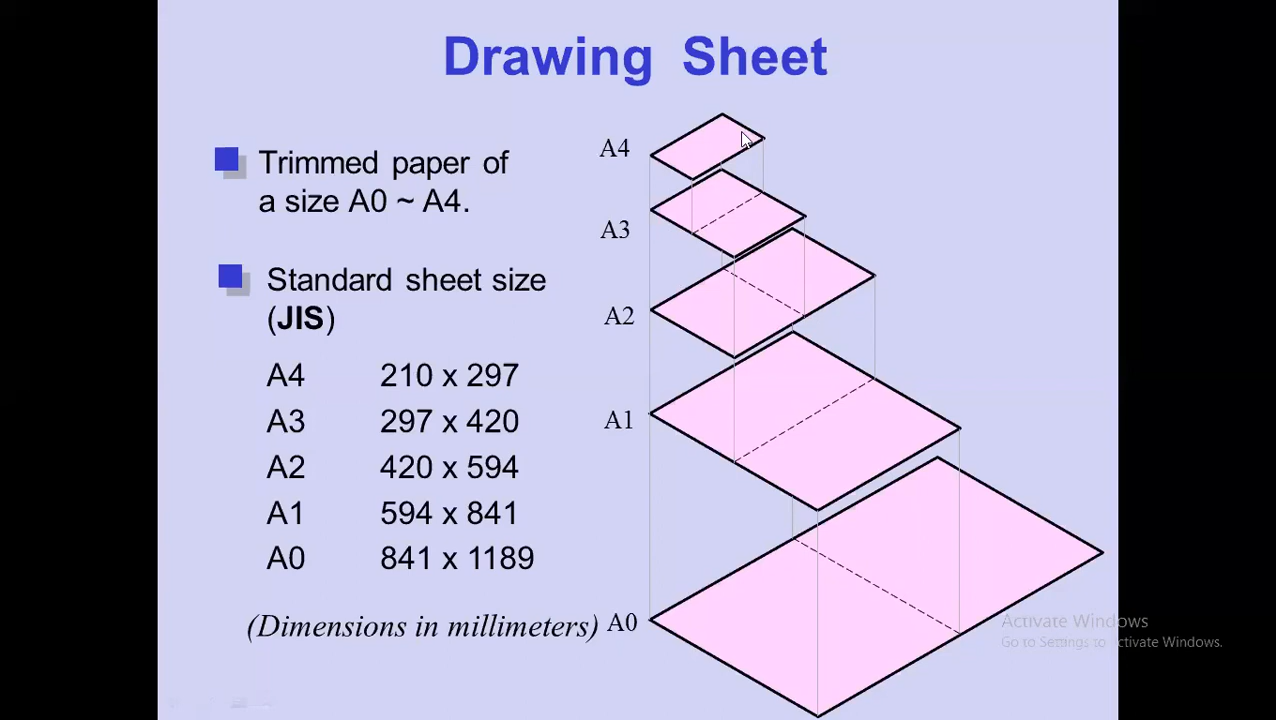 Drawing Sheet
Trimmed paper of
a size A0 ~ A4.
Standard sheet size
(JIS)
A4 210 x 297
A3 297 x 420
A2 420 x 594
A1 594 x 841
A0 841 x 1189
(Dimensions in millimeters)
A4
A3
A2
A1
A0
Activate Windows
Go to Settings to activate Windows.